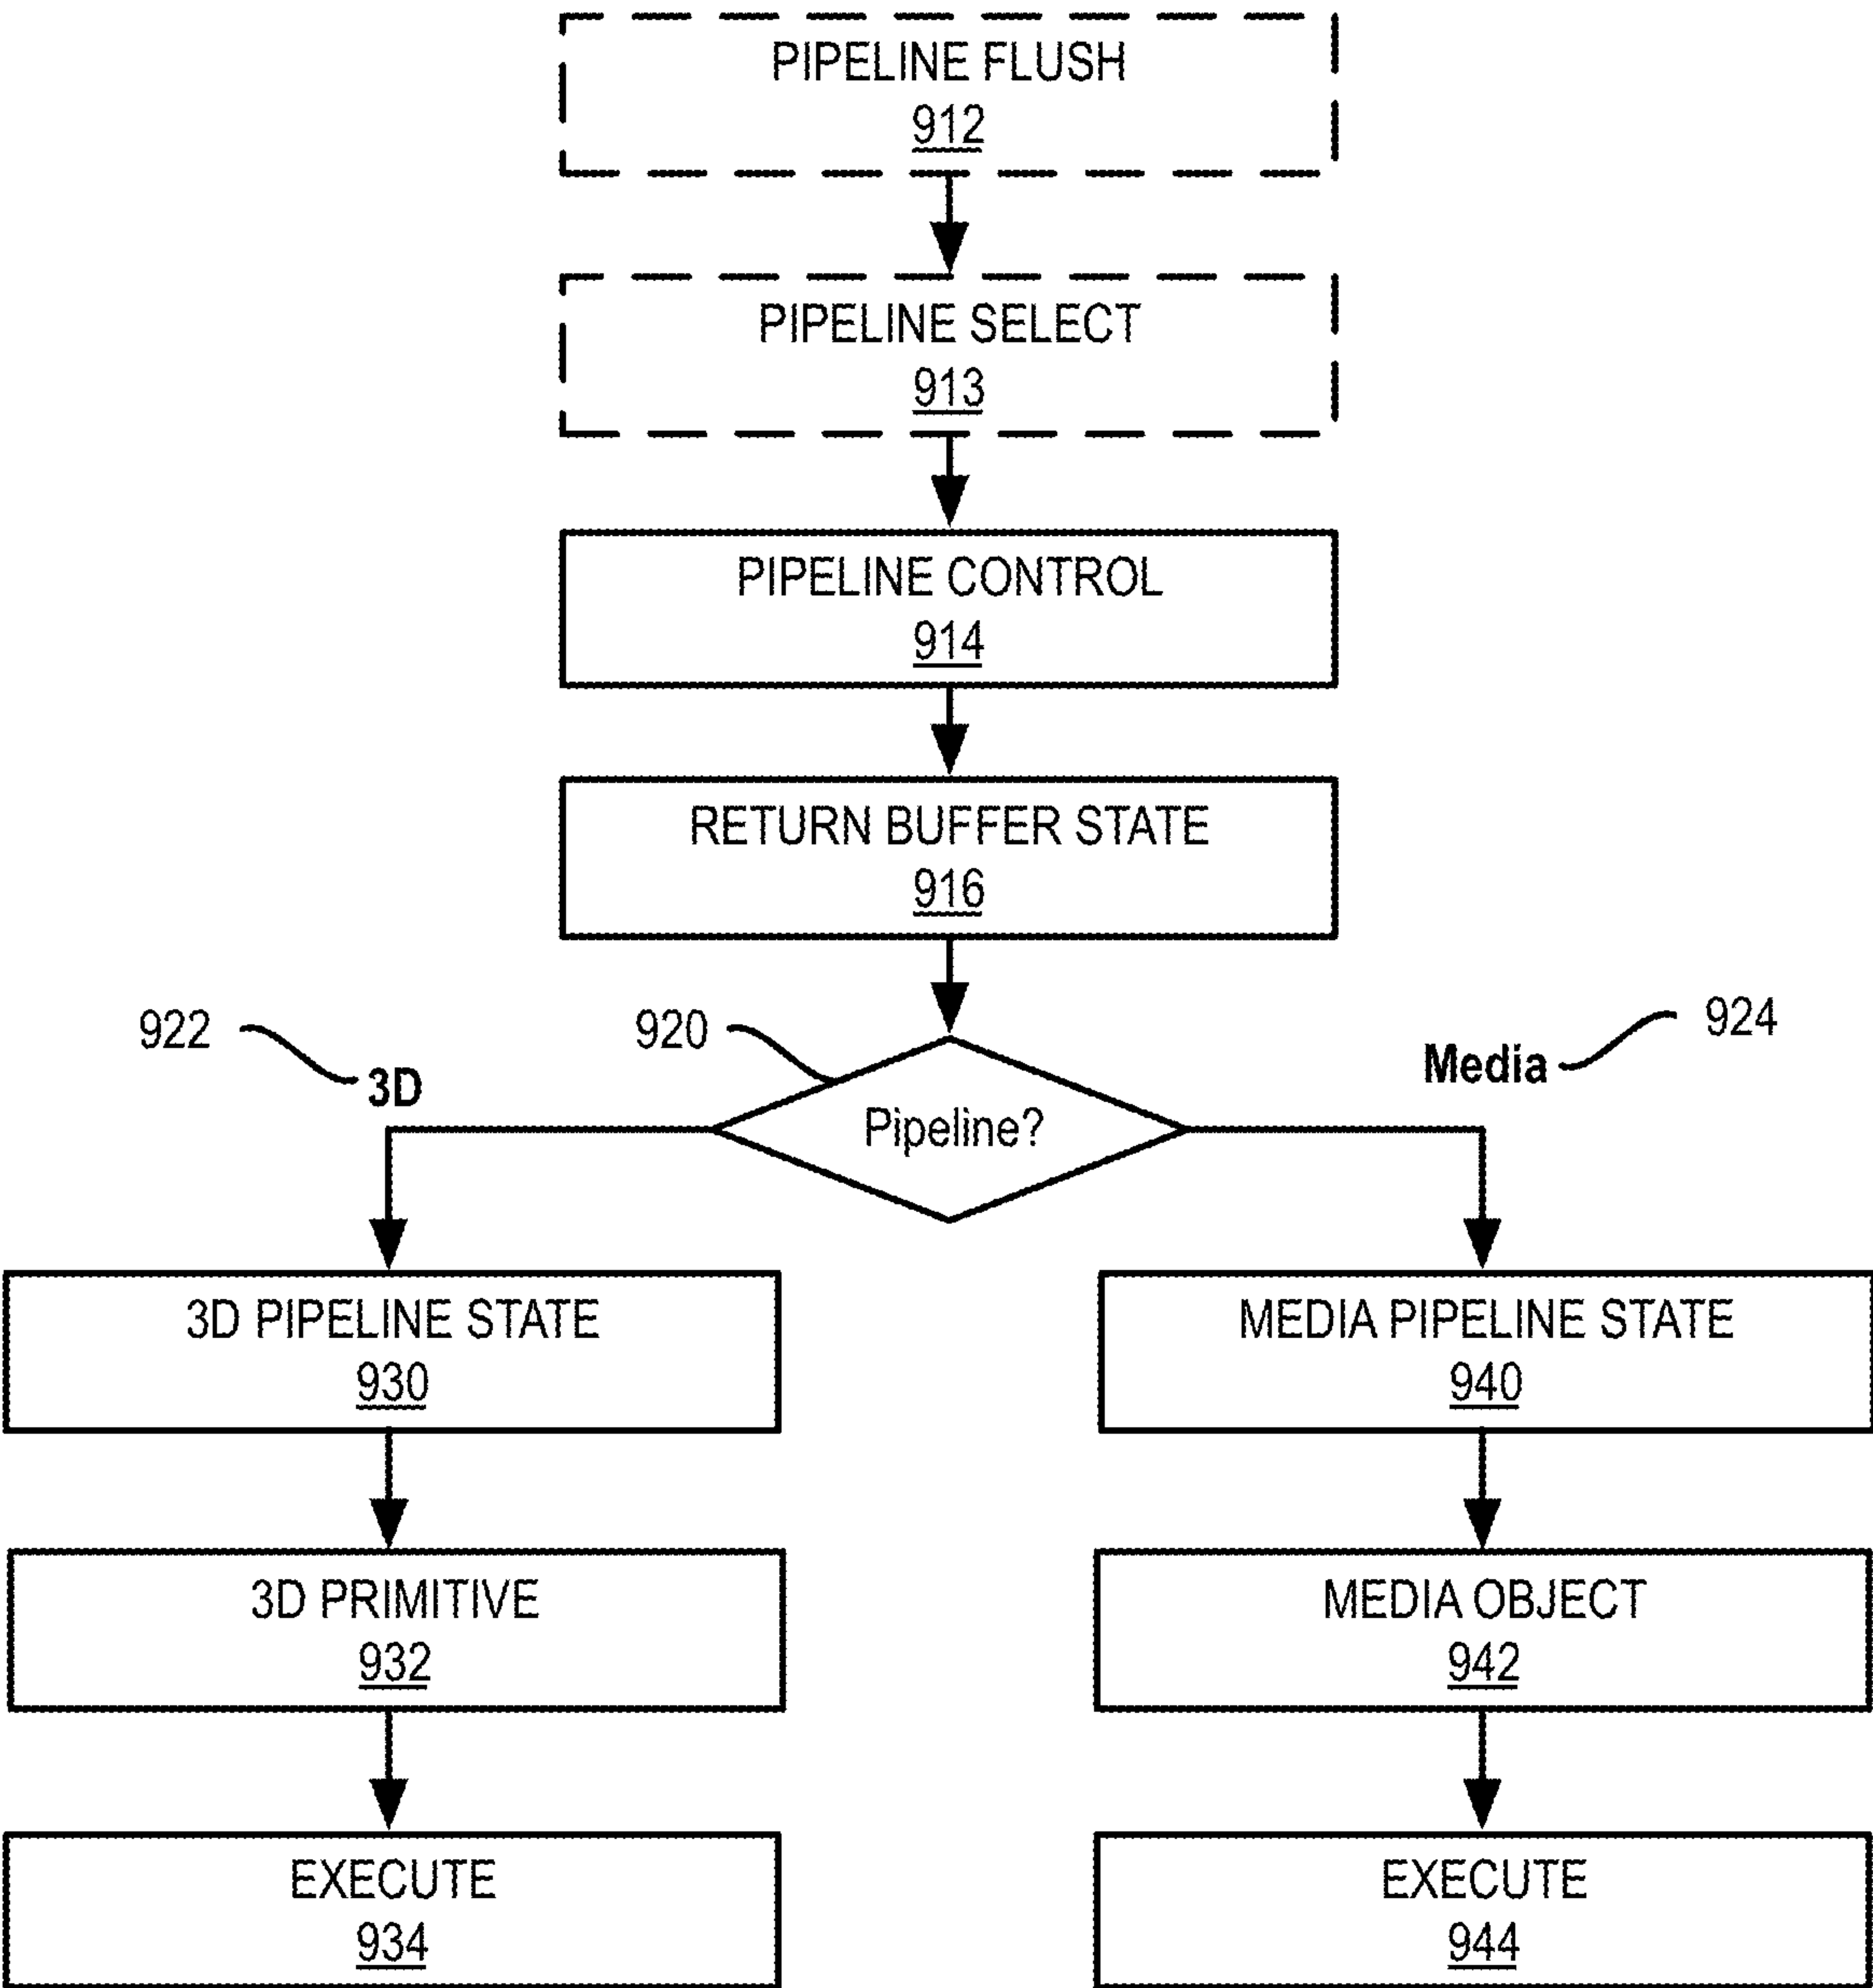 PIPELINE FLUSH
912
PIPELINE SELECT
913
PIPELINE CONTROL
914
RETURN BUFFER STATE
916
922
920
924
3D
Media
Pipeline?
3D PIPELINE STATE
930
MEDIA PIPELINE STATE
940
3D PRIMITIVE
932
MEDIA OBJECT
942
EXECUTE
934
EXECUTE
944